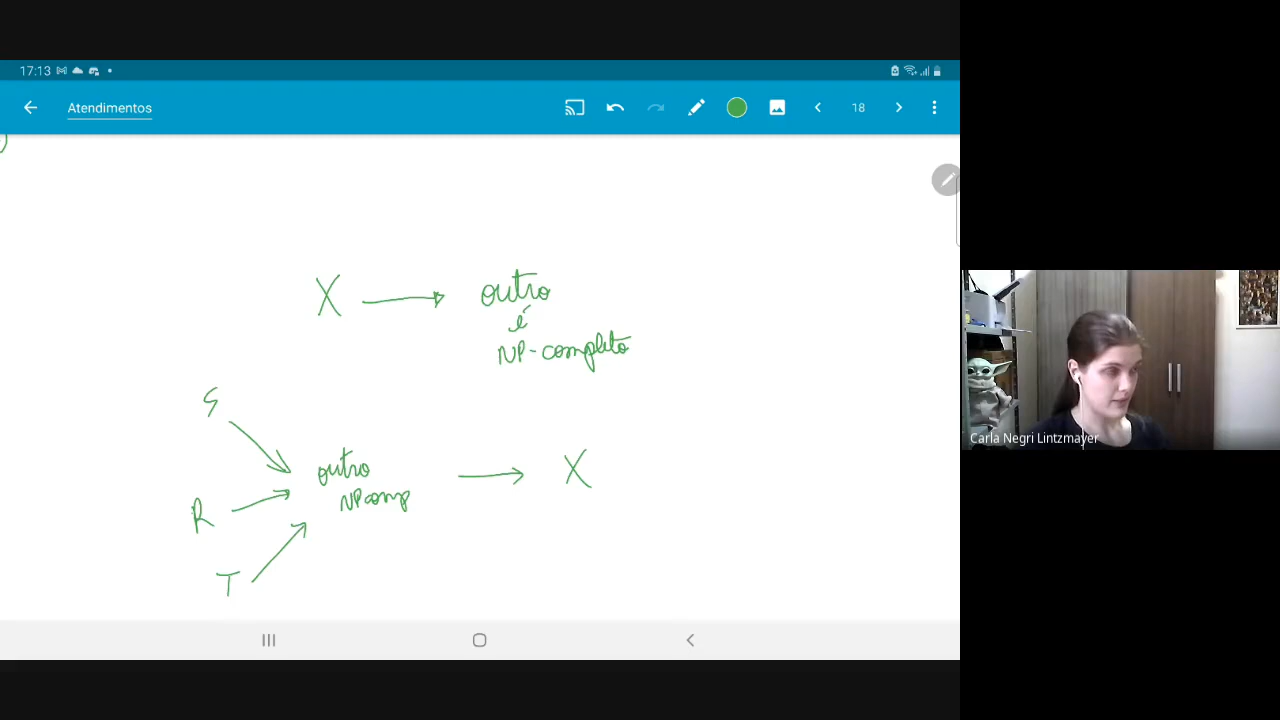 17:13
Atendimentos
18
X → outro
é
NP-completo
S
outro → X
NPcomp
R
T
Carla Negri Lintzmayer